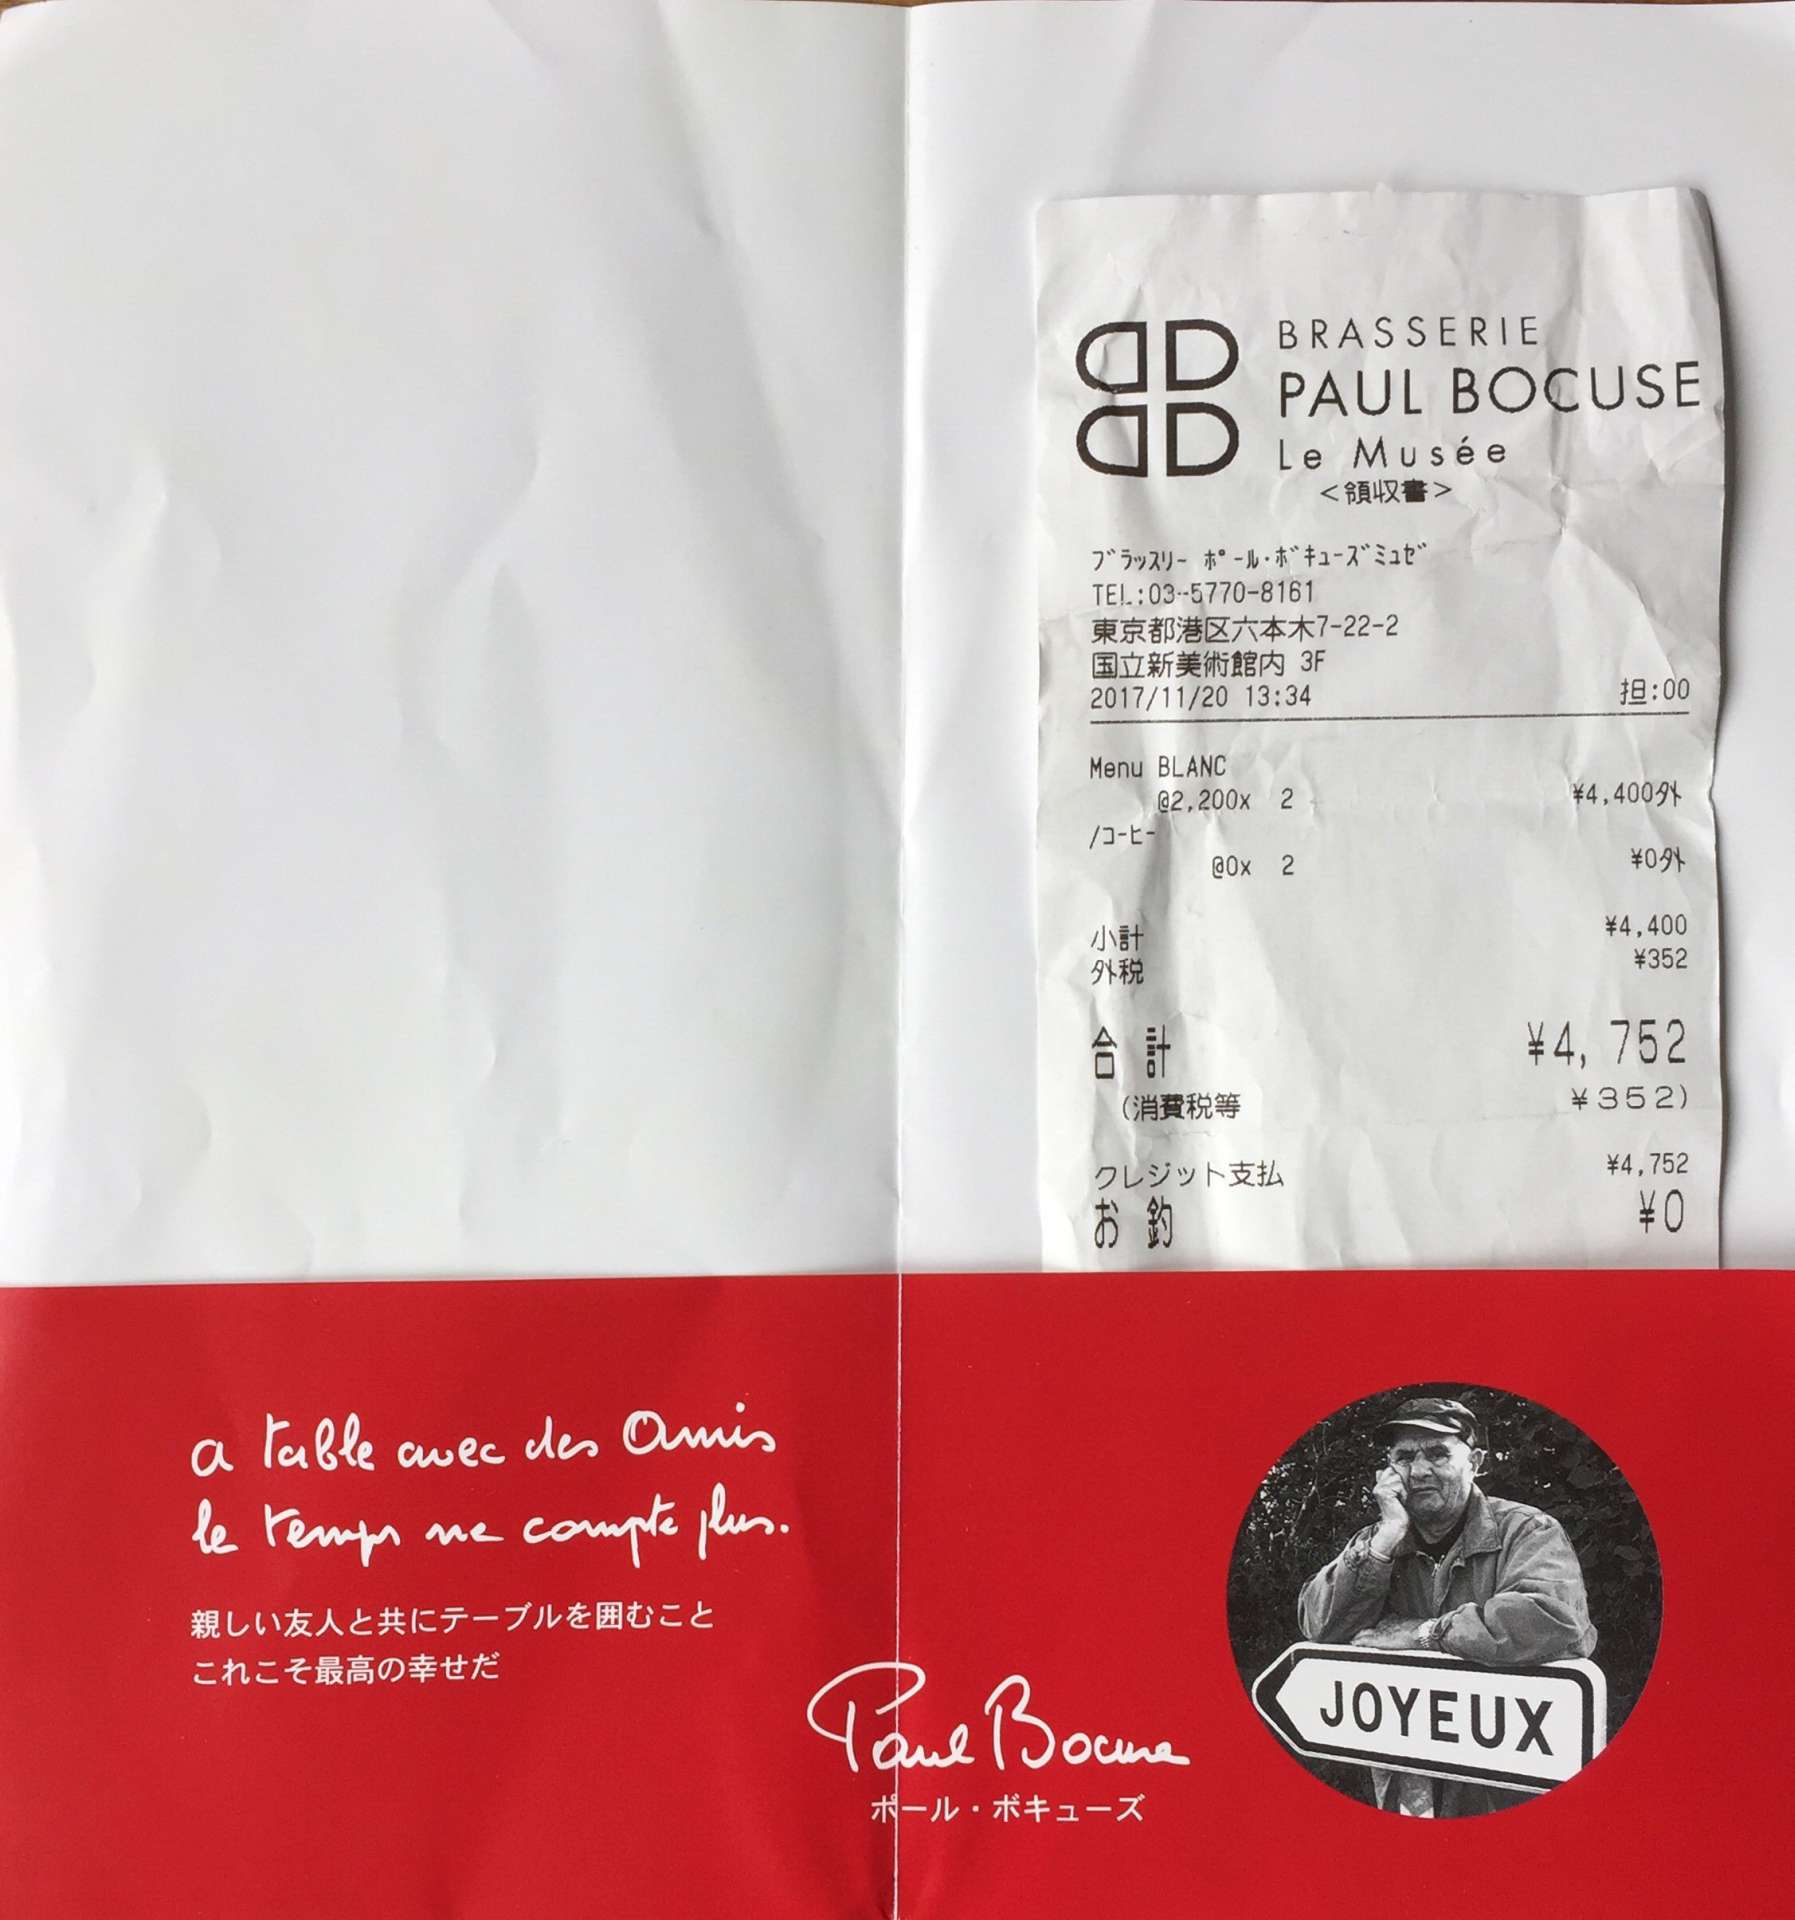 BRASSERIE
PAUL BOCUSE
Le Musée
<領収書>
ﾌﾞﾗｯｽﾘｰ ﾎﾟｰﾙ･ﾎﾞｷｭｰｽﾞﾐｭｾﾞ
TEL:03-5770-8161
東京都港区六本木7-22-2
国立新美術館内 3F
2017/11/20 13:34 担:00
Menu BLANC
@2,200x 2 ¥4,400外
/ｺｰﾋｰ
@0x 2 ¥0外
小計 ¥4,400
外税 ¥352
合計 ¥4,752
(消費税等 ¥352)
クレジット支払 ¥4,752
お釣 ¥0
a table avec des Amis
le temps ne compte plus.
親しい友人と共にテーブルを囲むこと
これこそ最高の幸せだ
Paul Bocuse
ポール・ボキューズ
JOYEUX